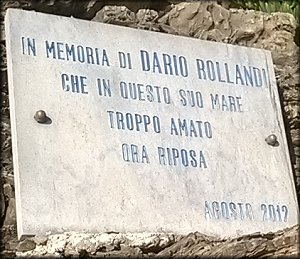 IN MEMORIA DI DARIO ROLLANDI
CHE IN QUESTO SUO MARE
TROPPO AMATO
ORA RIPOSA
AGOSTO 2012